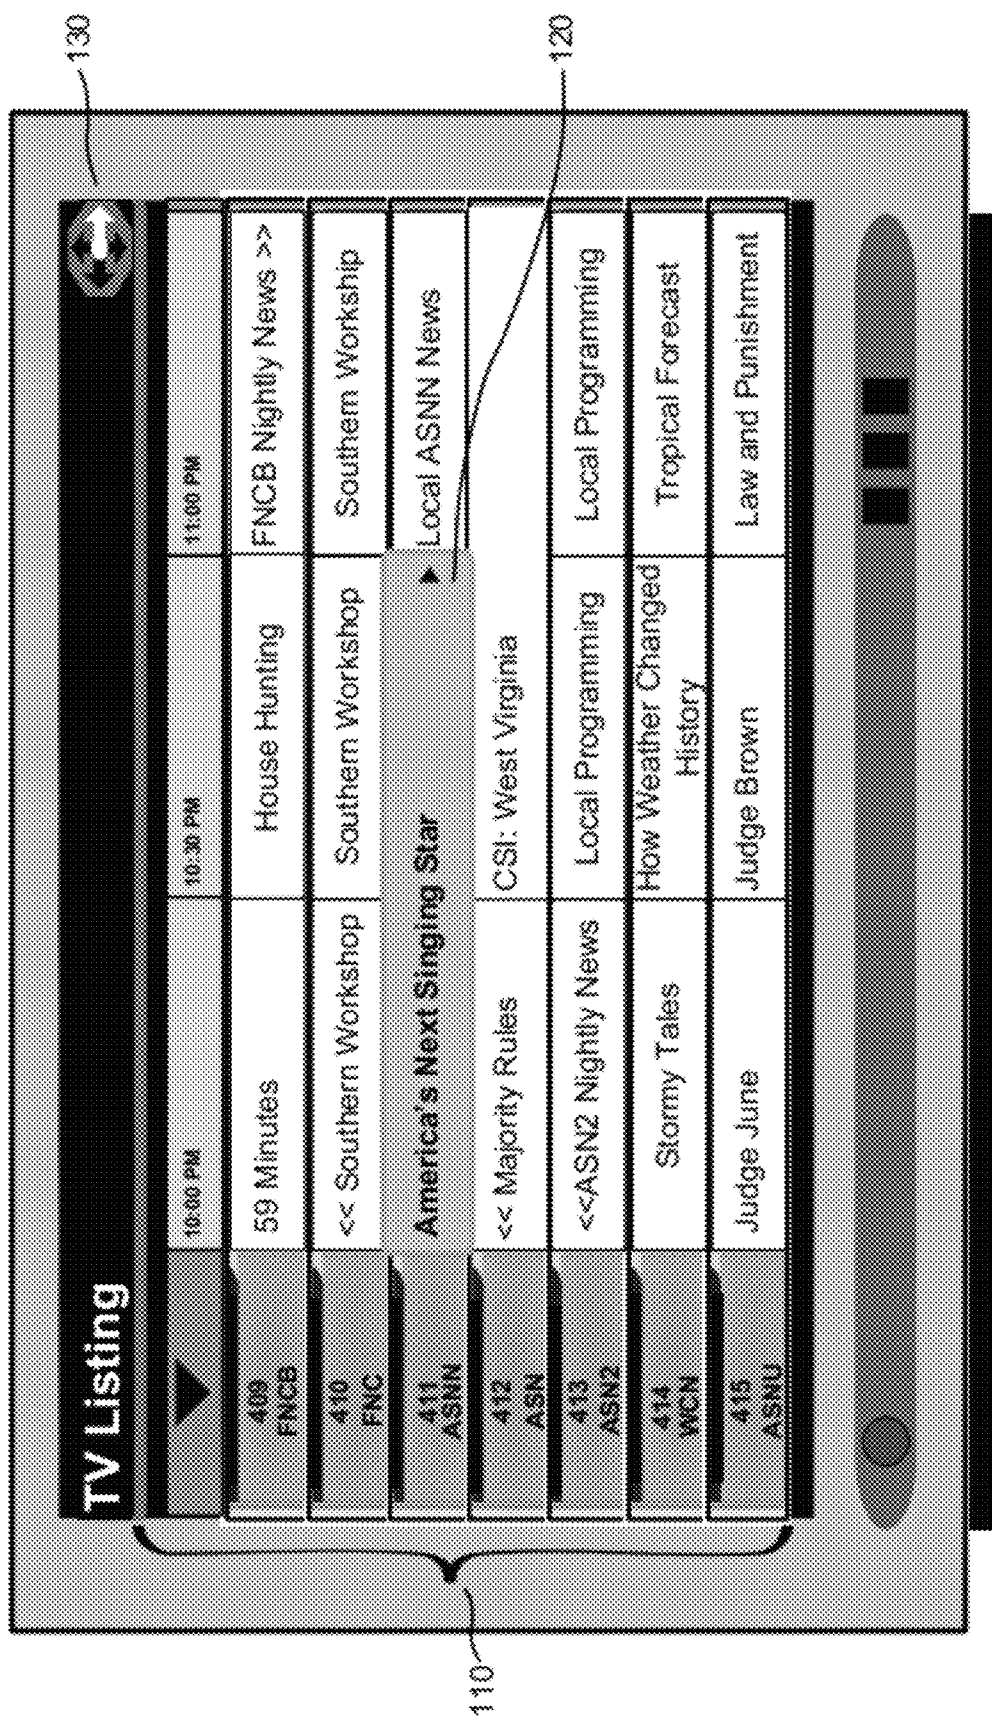 130
120
TV Listing
10:00 PM 10:30 PM 11:00 PM
409 FNCB 59 Minutes House Hunting FNCB Nightly News >>
410 FNC << Southern Workshop Southern Workshop Southern Workship
411 ASNN America's Next Singing Star Local ASNN News
412 ASN << Majority Rules CSI: West Virginia
413 ASN2 <<ASN2 Nightly News Local Programming Local Programming
414 WCN Stormy Tales How Weather Changed History Tropical Forecast
415 ASNU Judge June Judge Brown Law and Punishment
110